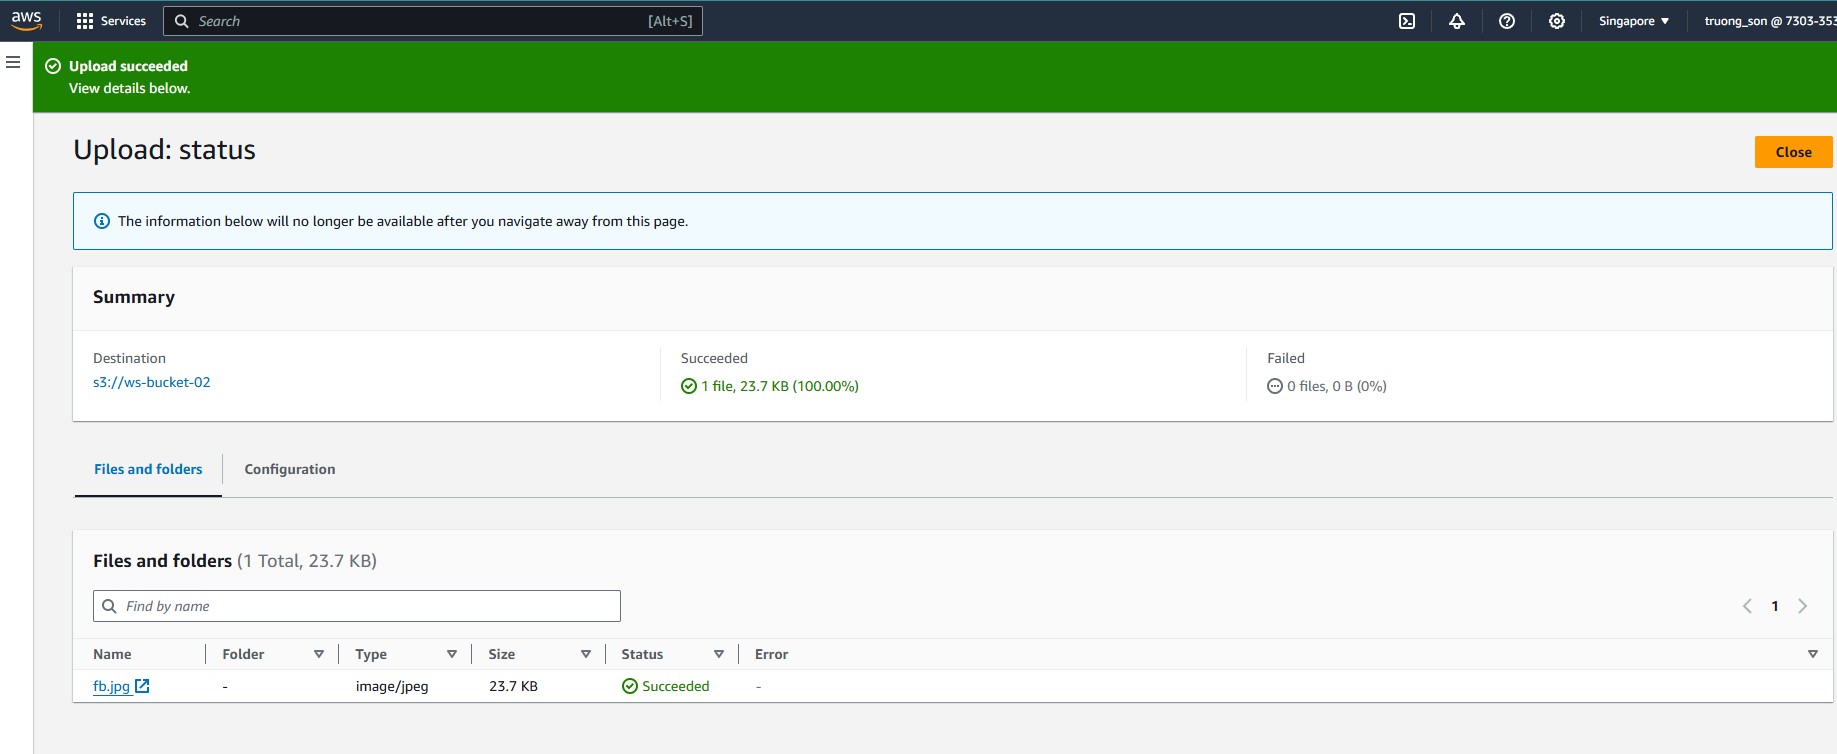 aws
Services
Search [Alt+S]
Singapore
truong_son @ 7303-353
Upload succeeded
View details below.
Upload: status
Close
The information below will no longer be available after you navigate away from this page.
Summary
Destination
s3://ws-bucket-02
Succeeded
1 file, 23.7 KB (100.00%)
Failed
0 files, 0 B (0%)
Files and folders
Configuration
Files and folders (1 Total, 23.7 KB)
Find by name
1
Name Folder Type Size Status Error
fb.jpg - image/jpeg 23.7 KB Succeeded -